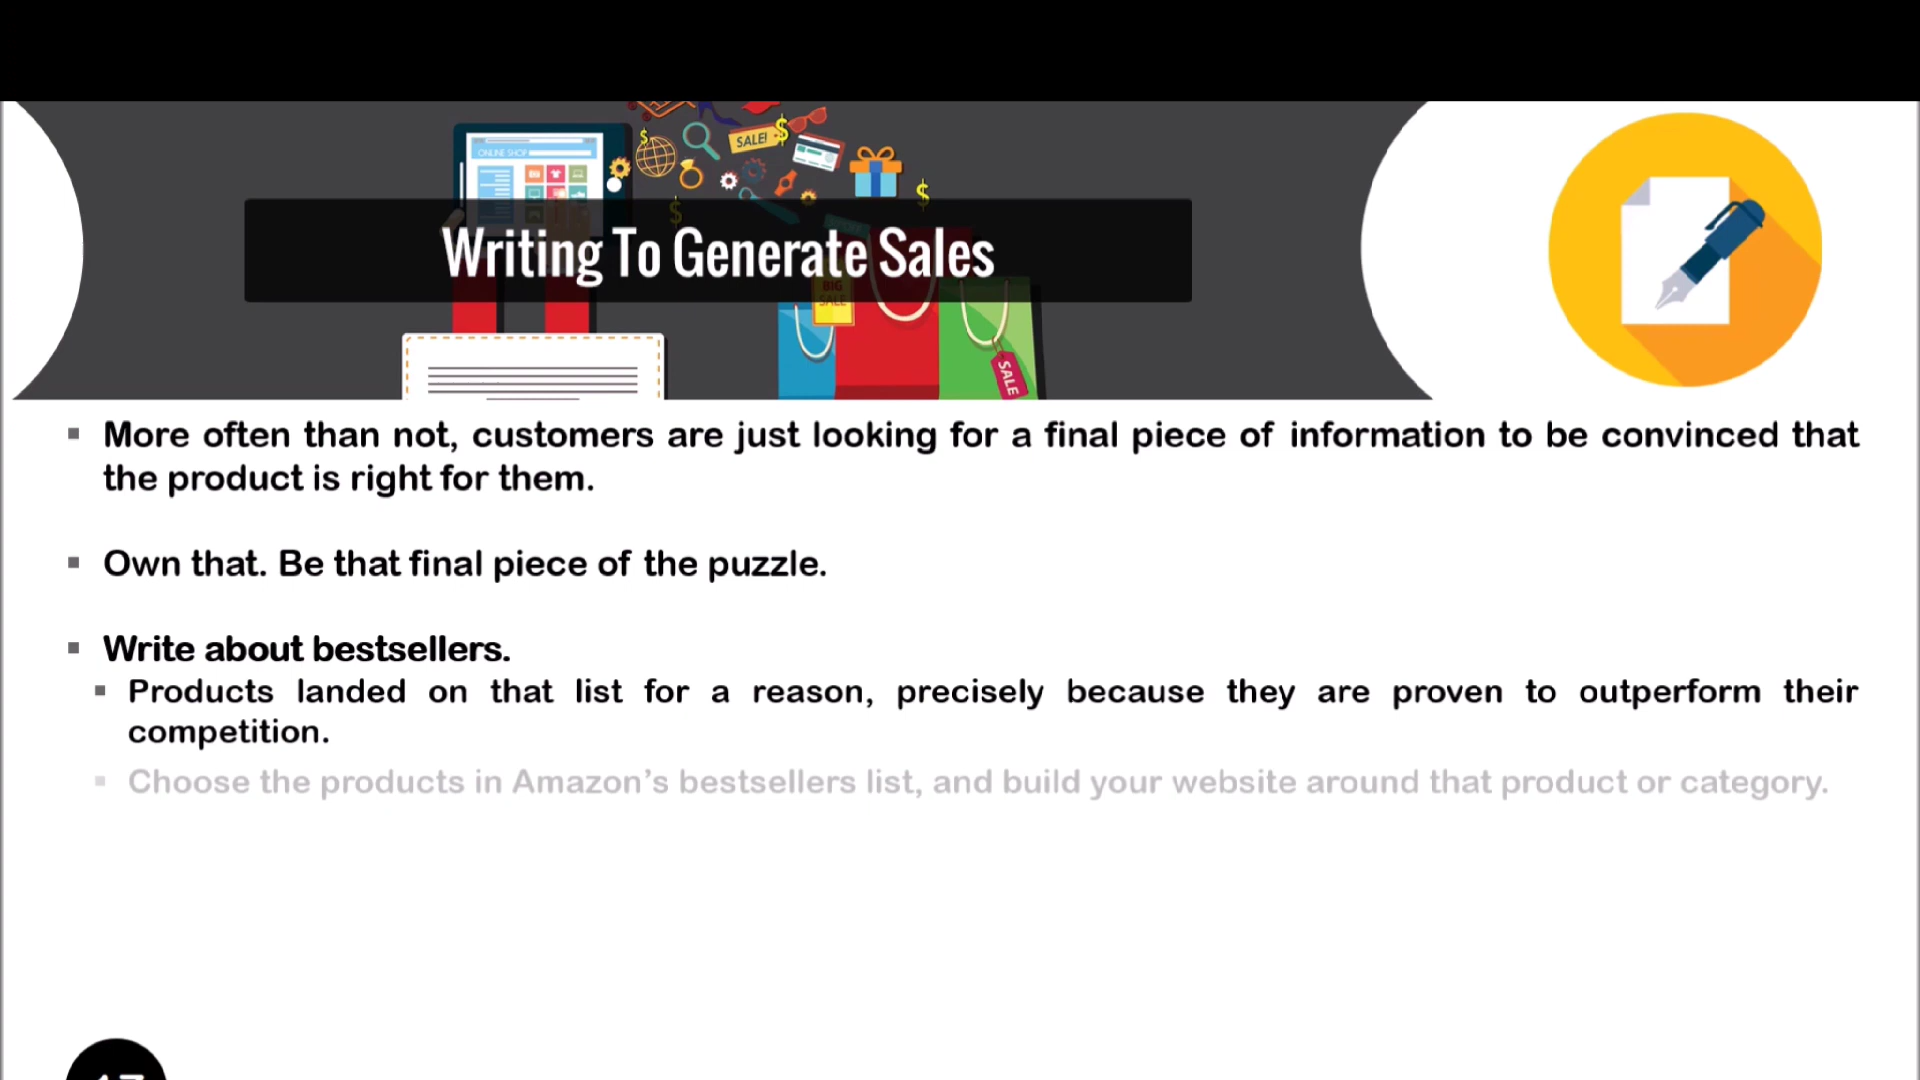 ONLINE SHOP
SALE!
Writing To Generate Sales
BIG
SALE
SALE
More often than not, customers are just looking for a final piece of information to be convinced that
the product is right for them.
Own that. Be that final piece of the puzzle.
Write about bestsellers.
Products landed on that list for a reason, precisely because they are proven to outperform their
competition.
Choose the products in Amazon’s bestsellers list, and build your website around that product or category.